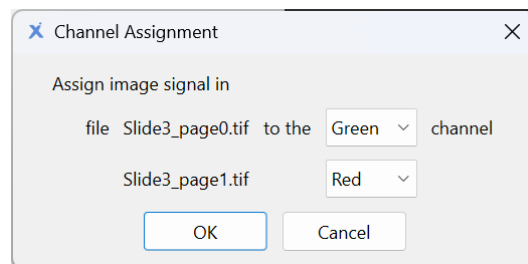 Channel Assignment
Assign image signal in
file Slide3_page0.tif to the Green channel
Slide3_page1.tif Red
OK Cancel